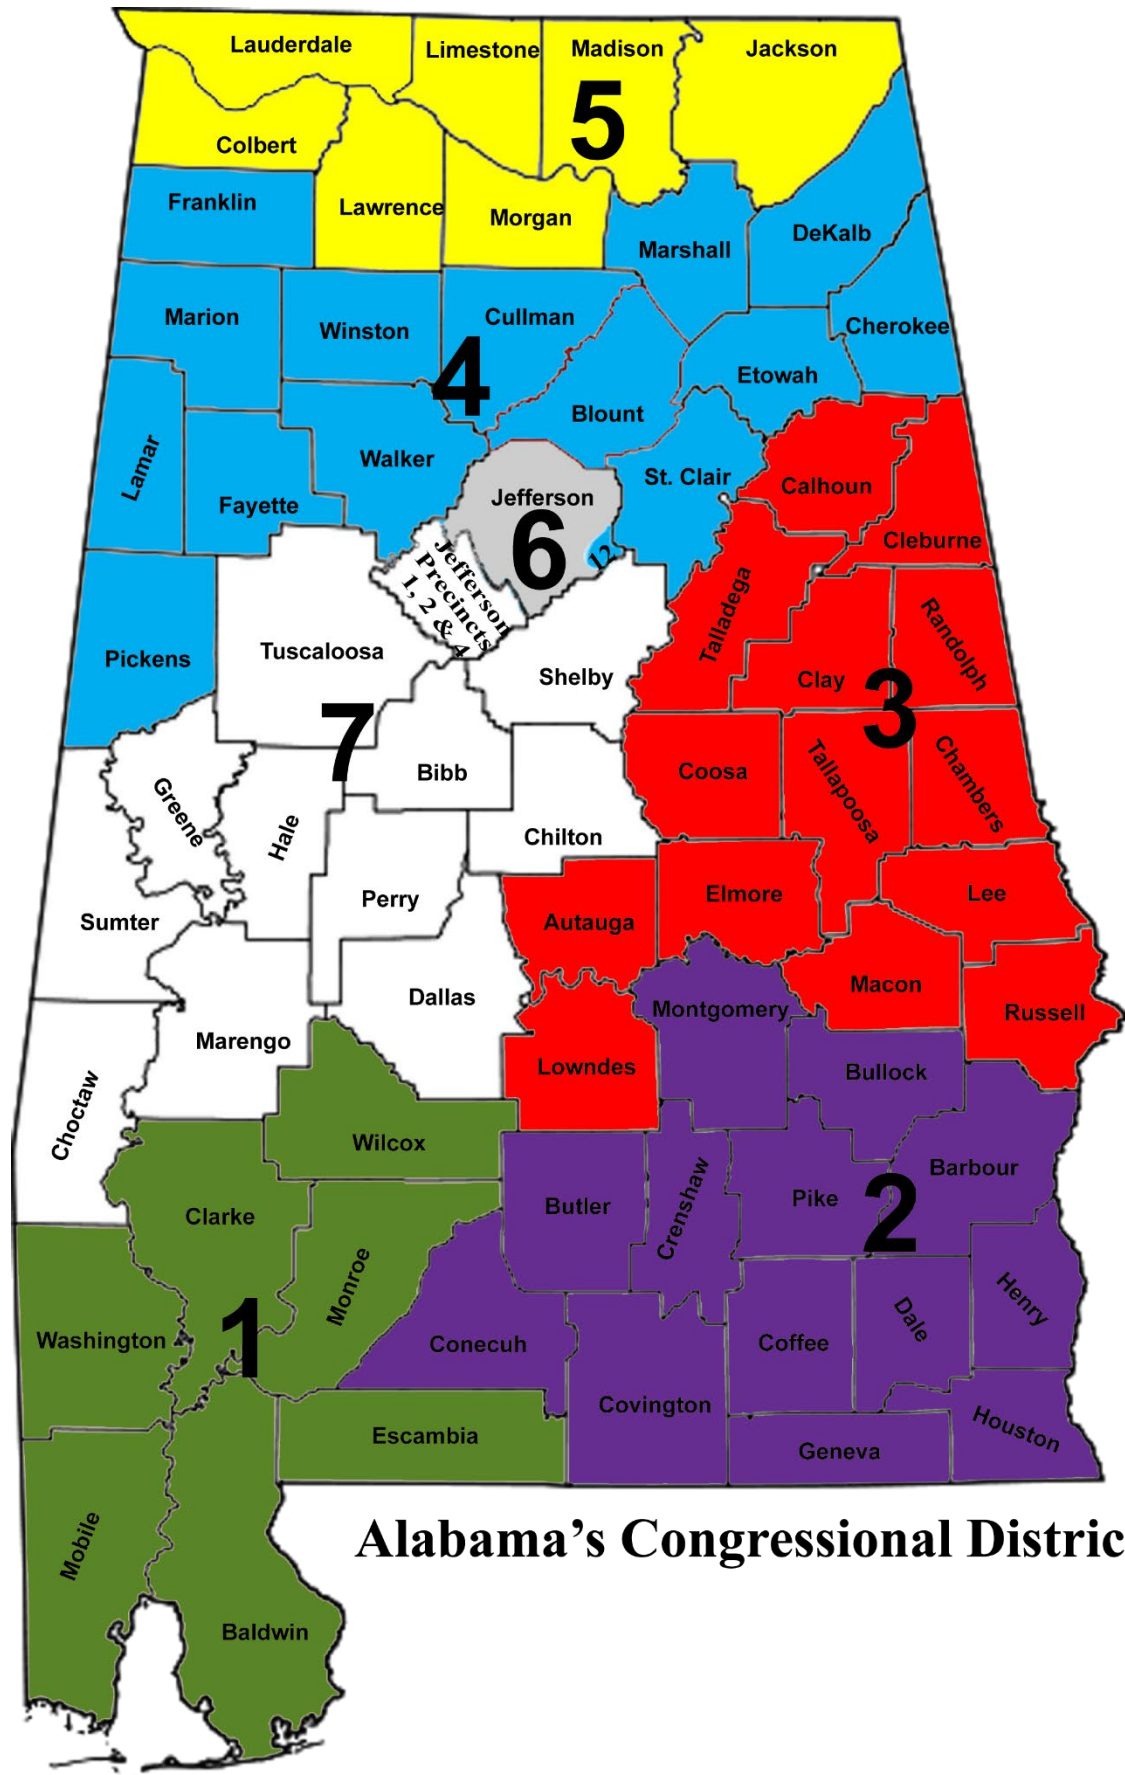 Lauderdale
Limestone
Madison
Jackson
5
Colbert
Lawrence
Morgan
Franklin
Marshall
DeKalb
Marion
Winston
Cullman
Cherokee
4
Etowah
Blount
Lamar
Walker
Fayette
St. Clair
Calhoun
Jefferson
6
12
Jefferson
Precincts
1, 2 &
4
Cleburne
Talladega
Randolph
Pickens
Tuscaloosa
Shelby
Clay
3
7
Bibb
Coosa
Tallapoosa
Chambers
Greene
Hale
Chilton
Perry
Elmore
Lee
Sumter
Autauga
Dallas
Montgomery
Macon
Russell
Marengo
Lowndes
Bullock
Choctaw
Wilcox
Barbour
Clarke
Butler
Crenshaw
Pike
2
Monroe
Henry
Washington
1
Conecuh
Coffee
Dale
Covington
Escambia
Geneva
Houston
Mobile
Alabama’s Congressional Distric
Baldwin